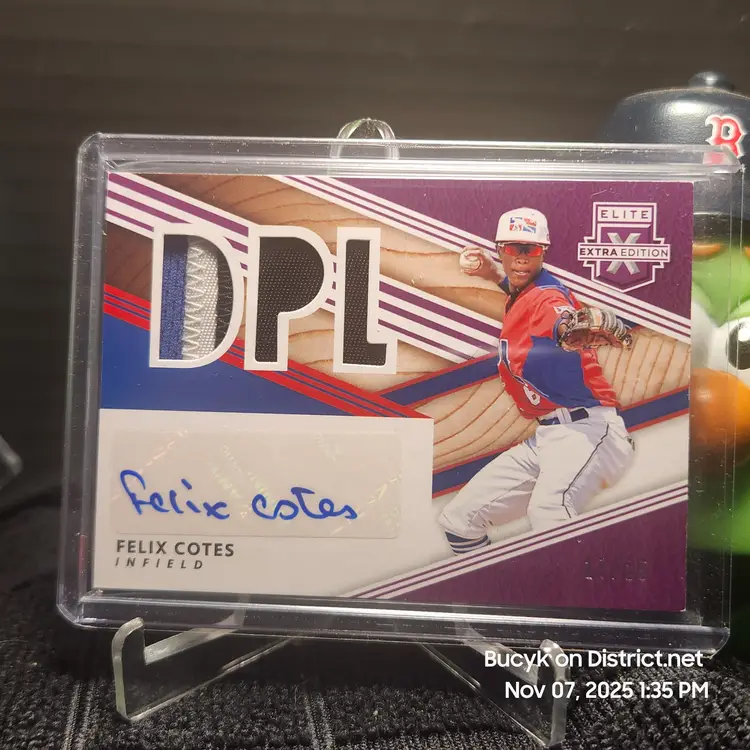 R
ELITE
X
EXTRA EDITION
DPL
Felix cotes
FELIX COTES
INFIELD
Bucyk on District.net
Nov 07, 2025 1:35 PM